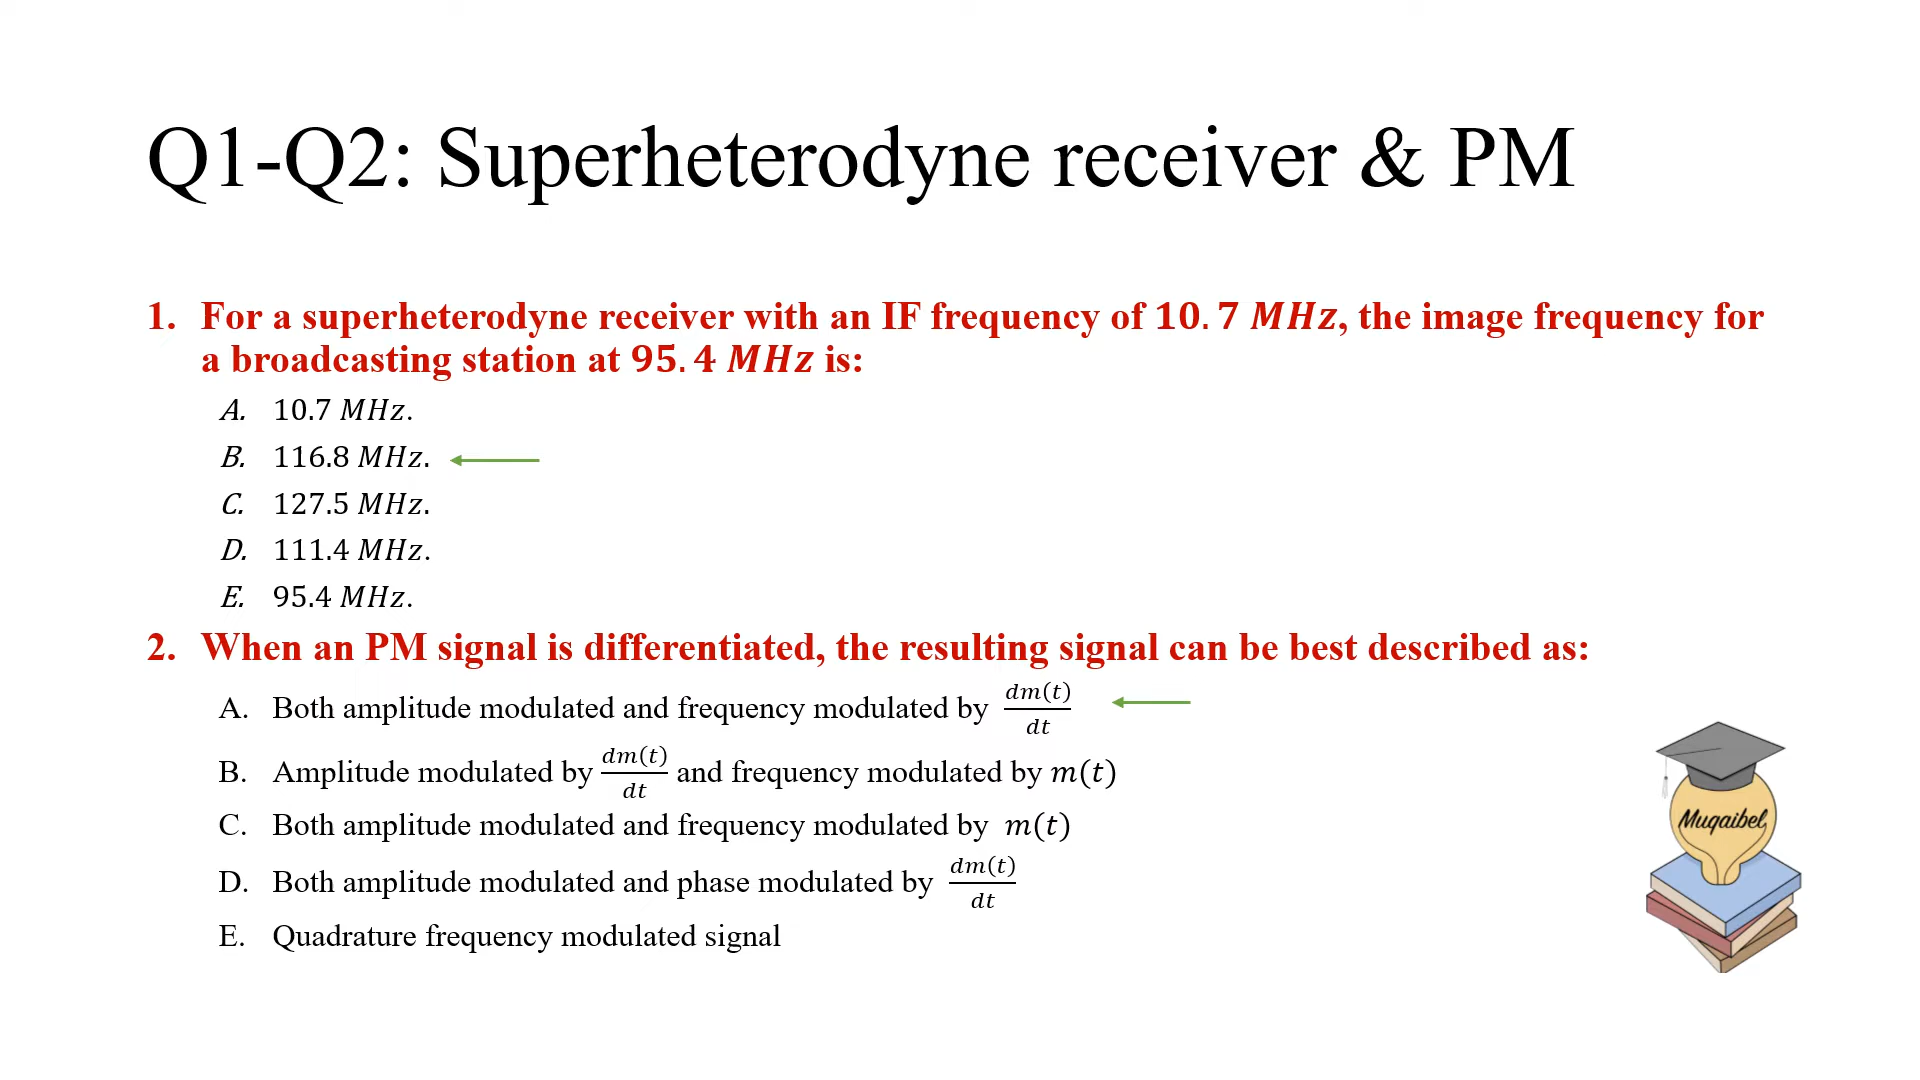 Q1-Q2: Superheterodyne receiver & PM
1. For a superheterodyne receiver with an IF frequency of 10.7 MHz, the image frequency for
a broadcasting station at 95.4 MHz is:
A. 10.7 MHz.
B. 116.8 MHz.
C. 127.5 MHz.
D. 111.4 MHz.
E. 95.4 MHz.
2. When an PM signal is differentiated, the resulting signal can be best described as:
A. Both amplitude modulated and frequency modulated by dm(t)/dt
B. Amplitude modulated by dm(t)/dt and frequency modulated by m(t)
C. Both amplitude modulated and frequency modulated by m(t)
D. Both amplitude modulated and phase modulated by dm(t)/dt
E. Quadrature frequency modulated signal
Muqaibel